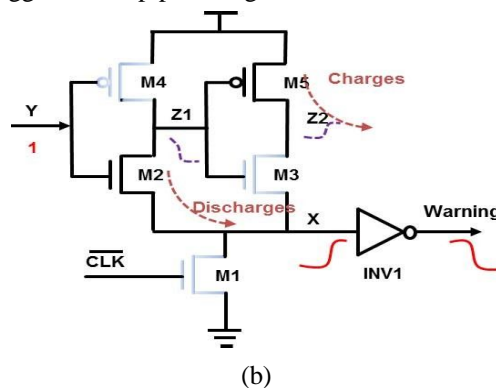 M4
M5
Charges
Y
Z1
Z2
1
M2
M3
Discharges
X
Warning
CLK
M1
INV1
(b)